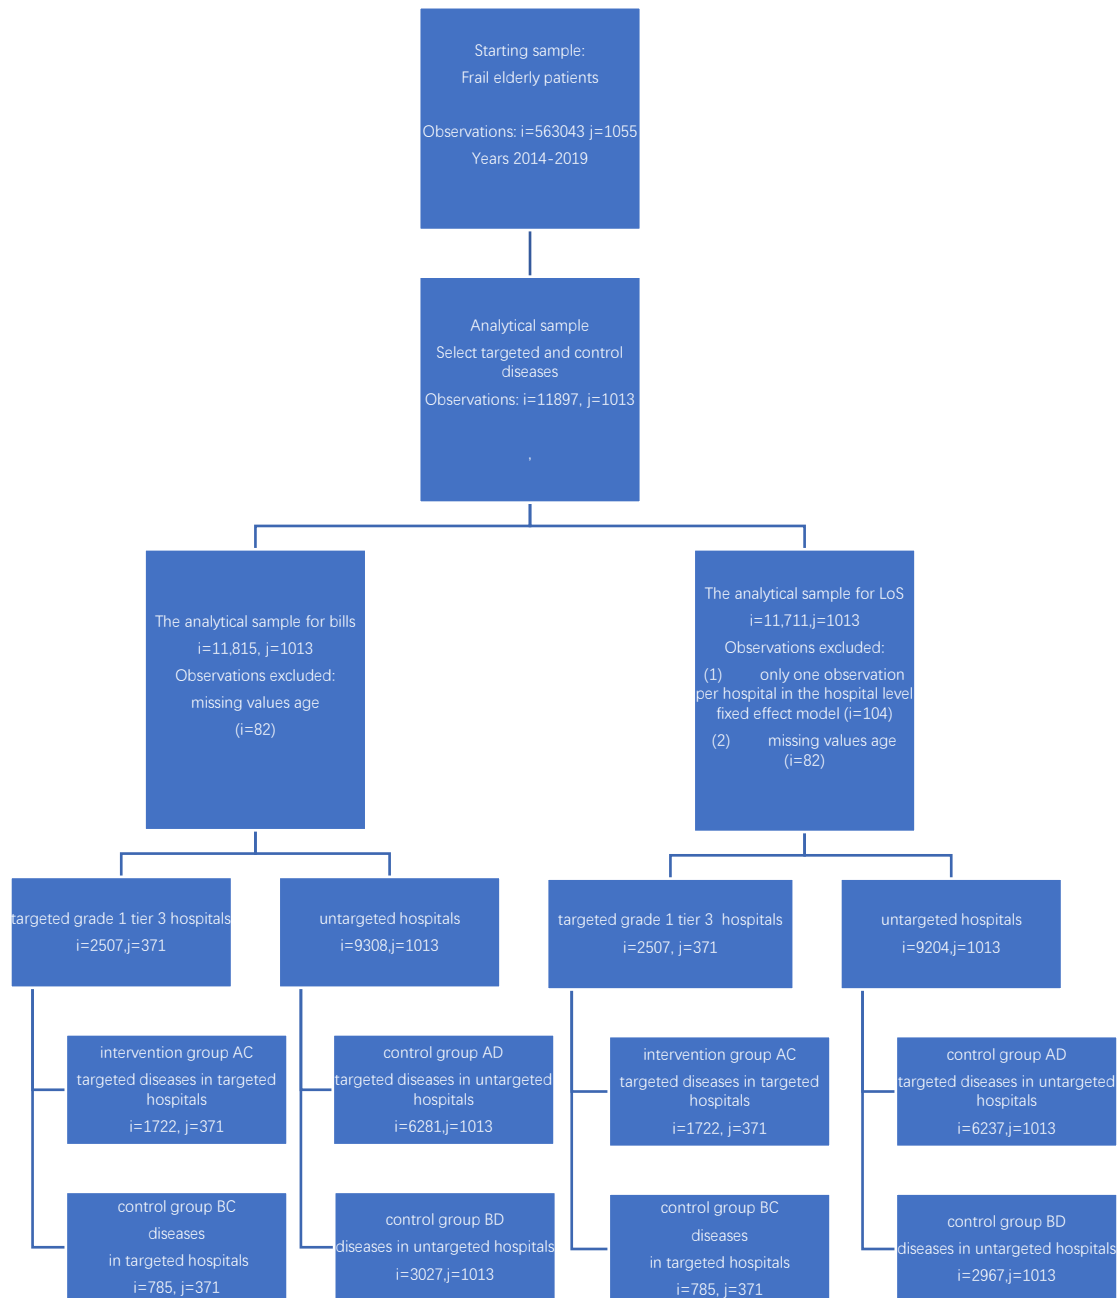 Starting sample:
Frail elderly patients
Observations: i=563043 j=1055
Years 2014-2019
Analytical sample
Select targeted and control
diseases
Observations: i=11897, j=1013
,
The analytical sample for bills
i=11,815, j=1013
Observations excluded:
missing values age
(i=82)
The analytical sample for LoS
i=11,711,j=1013
Observations excluded:
(1) only one observation
per hospital in the hospital level
fixed effect model (i=104)
(2) missing values age
(i=82)
targeted grade 1 tier 3 hospitals
i=2507,j=371
untargeted hospitals
i=9308,j=1013
targeted grade 1 tier 3 hospitals
i=2507, j=371
untargeted hospitals
i=9204,j=1013
intervention group AC
targeted diseases in targeted
hospitals
i=1722, j=371
control group AD
targeted diseases in untargeted
hospitals
i=6281,j=1013
intervention group AC
targeted diseases in targeted
hospitals
i=1722, j=371
control group AD
targeted diseases in untargeted
hospitals
i=6237,j=1013
control group BC
diseases
in targeted hospitals
i=785, j=371
control group BD
diseases in untargeted hospitals
i=3027,j=1013
control group BC
diseases
in targeted hospitals
i=785, j=371
control group BD
diseases in untargeted hospitals
i=2967,j=1013